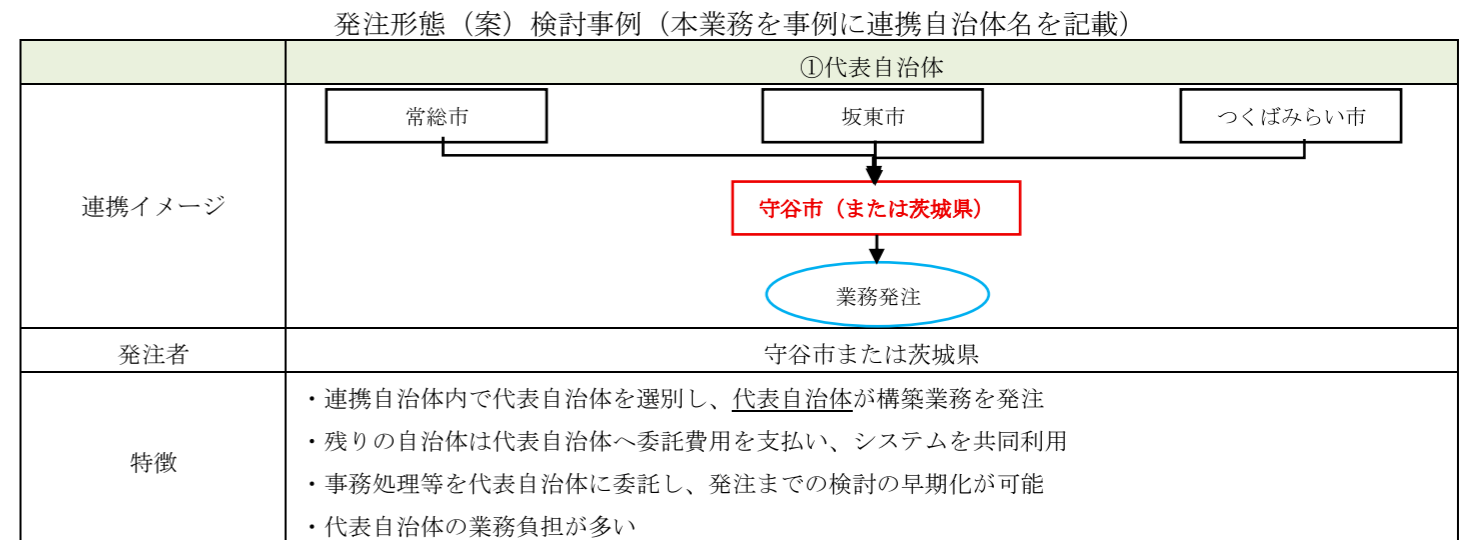 発注形態（案）検討事例（本業務を事例に連携自治体名を記載）
①代表自治体
連携イメージ
常総市
坂東市
つくばみらい市
守谷市（または茨城県）
業務発注
発注者
守谷市または茨城県
特徴
・連携自治体内で代表自治体を選別し、代表自治体が構築業務を発注
・残りの自治体は代表自治体へ委託費用を支払い、システムを共同利用
・事務処理等を代表自治体に委託し、発注までの検討の早期化が可能
・代表自治体の業務負担が多い